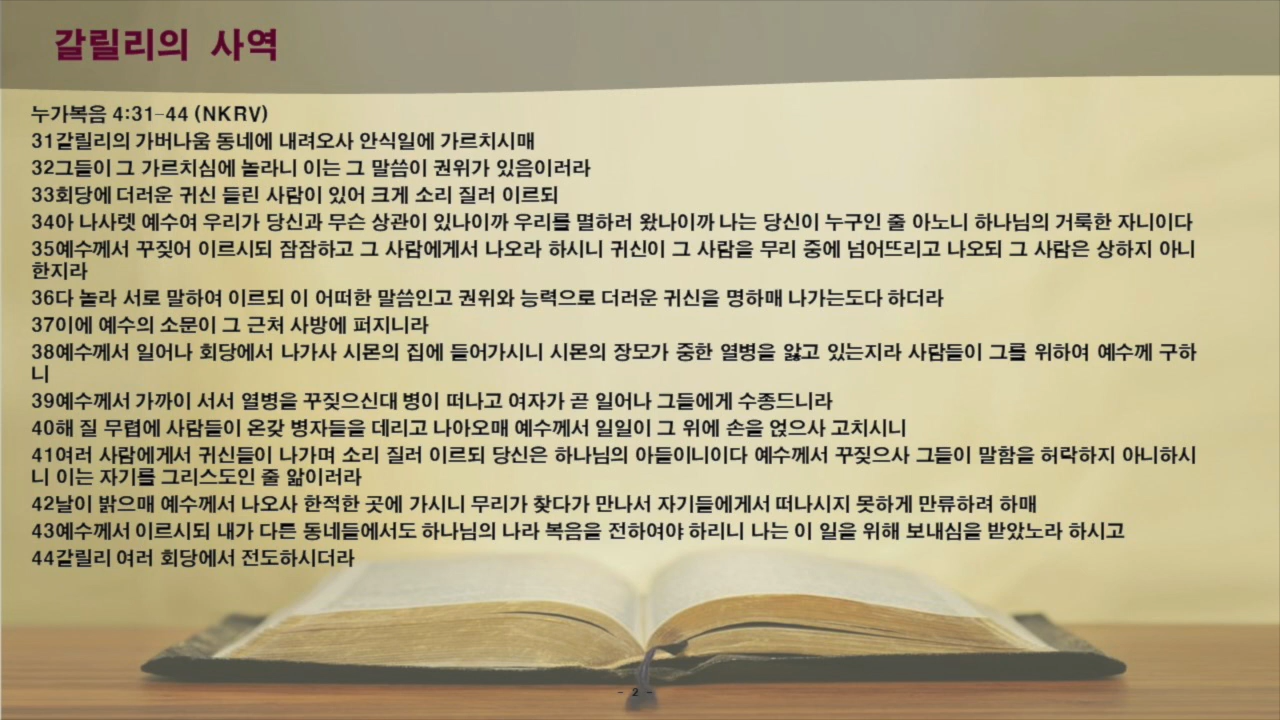 갈릴리의 사역
누가복음 4:31-44 (NKRV)
31갈릴리의 가버나움 동네에 내려오사 안식일에 가르치시매
32그들이 그 가르치심에 놀라니 이는 그 말씀이 권위가 있음이러라
33회당에 더러운 귀신 들린 사람이 있어 크게 소리 질러 이르되
34아 나사렛 예수여 우리가 당신과 무슨 상관이 있나이까 우리를 멸하러 왔나이까 나는 당신이 누구인 줄 아노니 하나님의 거룩한 자니이다
35예수께서 꾸짖어 이르시되 잠잠하고 그 사람에게서 나오라 하시니 귀신이 그 사람을 무리 중에 넘어뜨리고 나오되 그 사람은 상하지 아니
한지라
36다 놀라 서로 말하여 이르되 이 어떠한 말씀인고 권위와 능력으로 더러운 귀신을 명하매 나가는도다 하더라
37이에 예수의 소문이 그 근처 사방에 퍼지니라
38예수께서 일어나 회당에서 나가사 시몬의 집에 들어가시니 시몬의 장모가 중한 열병을 앓고 있는지라 사람들이 그를 위하여 예수께 구하
니
39예수께서 가까이 서서 열병을 꾸짖으신대 병이 떠나고 여자가 곧 일어나 그들에게 수종드니라
40해 질 무렵에 사람들이 온갖 병자들을 데리고 나아오매 예수께서 일일이 그 위에 손을 얹으사 고치시니
41여러 사람에게서 귀신들이 나가며 소리 질러 이르되 당신은 하나님의 아들이니이다 예수께서 꾸짖으사 그들이 말함을 허락하지 아니하시
니 이는 자기를 그리스도인 줄 앎이러라
42날이 밝으매 예수께서 나오사 한적한 곳에 가시니 무리가 찾다가 만나서 자기들에게서 떠나시지 못하게 만류하려 하매
43예수께서 이르시되 내가 다른 동네들에서도 하나님의 나라 복음을 전하여야 하리니 나는 이 일을 위해 보내심을 받았노라 하시고
44갈릴리 여러 회당에서 전도하시더라
- 2 -